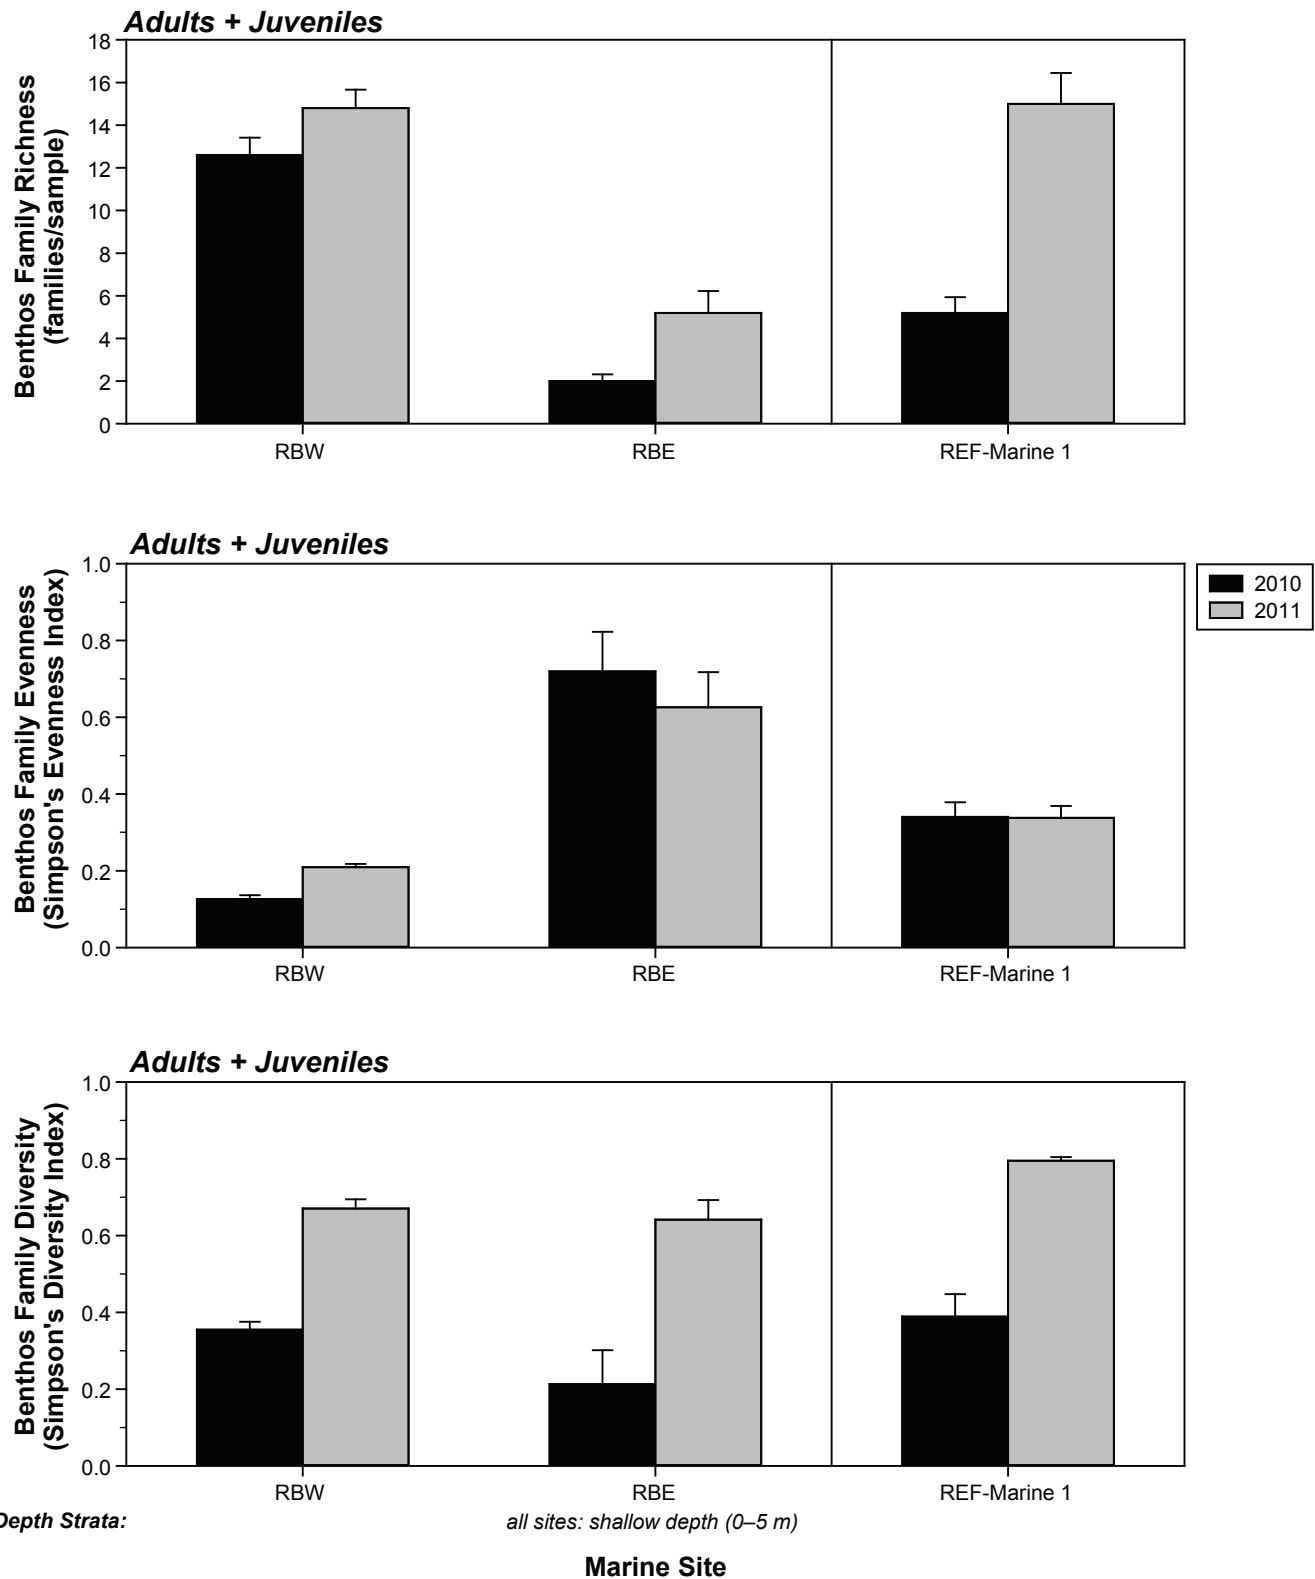 Adults + Juveniles
Benthos Family Richness
(families/sample)
18
16
14
12
10
8
6
4
2
0
RBW RBE REF-Marine 1
Adults + Juveniles
Benthos Family Evenness
(Simpson's Evenness Index)
1.0
0.8
0.6
0.4
0.2
0.0
RBW RBE REF-Marine 1
2010
2011
Adults + Juveniles
Benthos Family Diversity
(Simpson's Diversity Index)
1.0
0.8
0.6
0.4
0.2
0.0
RBW RBE REF-Marine 1
Depth Strata: all sites: shallow depth (0–5 m)
Marine Site